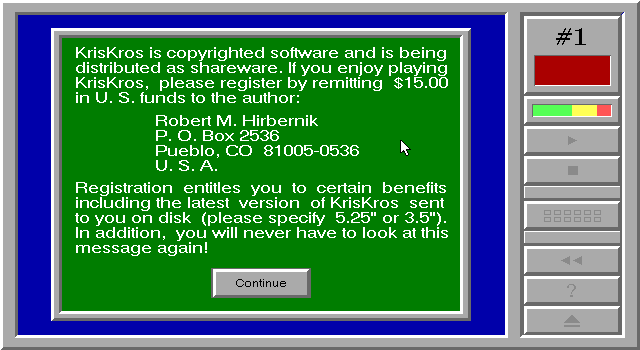 KrisKros is copyrighted software and is being
distributed as shareware. If you enjoy playing
KrisKros, please register by remitting $15.00
in U. S. funds to the author:
Robert M. Hirbernik
P. O. Box 2536
Pueblo, CO 81005-0536
U. S. A.
Registration entitles you to certain benefits
including the latest version of KrisKros sent
to you on disk (please specify 5.25" or 3.5").
In addition, you will never have to look at this
message again!
Continue
#1
?